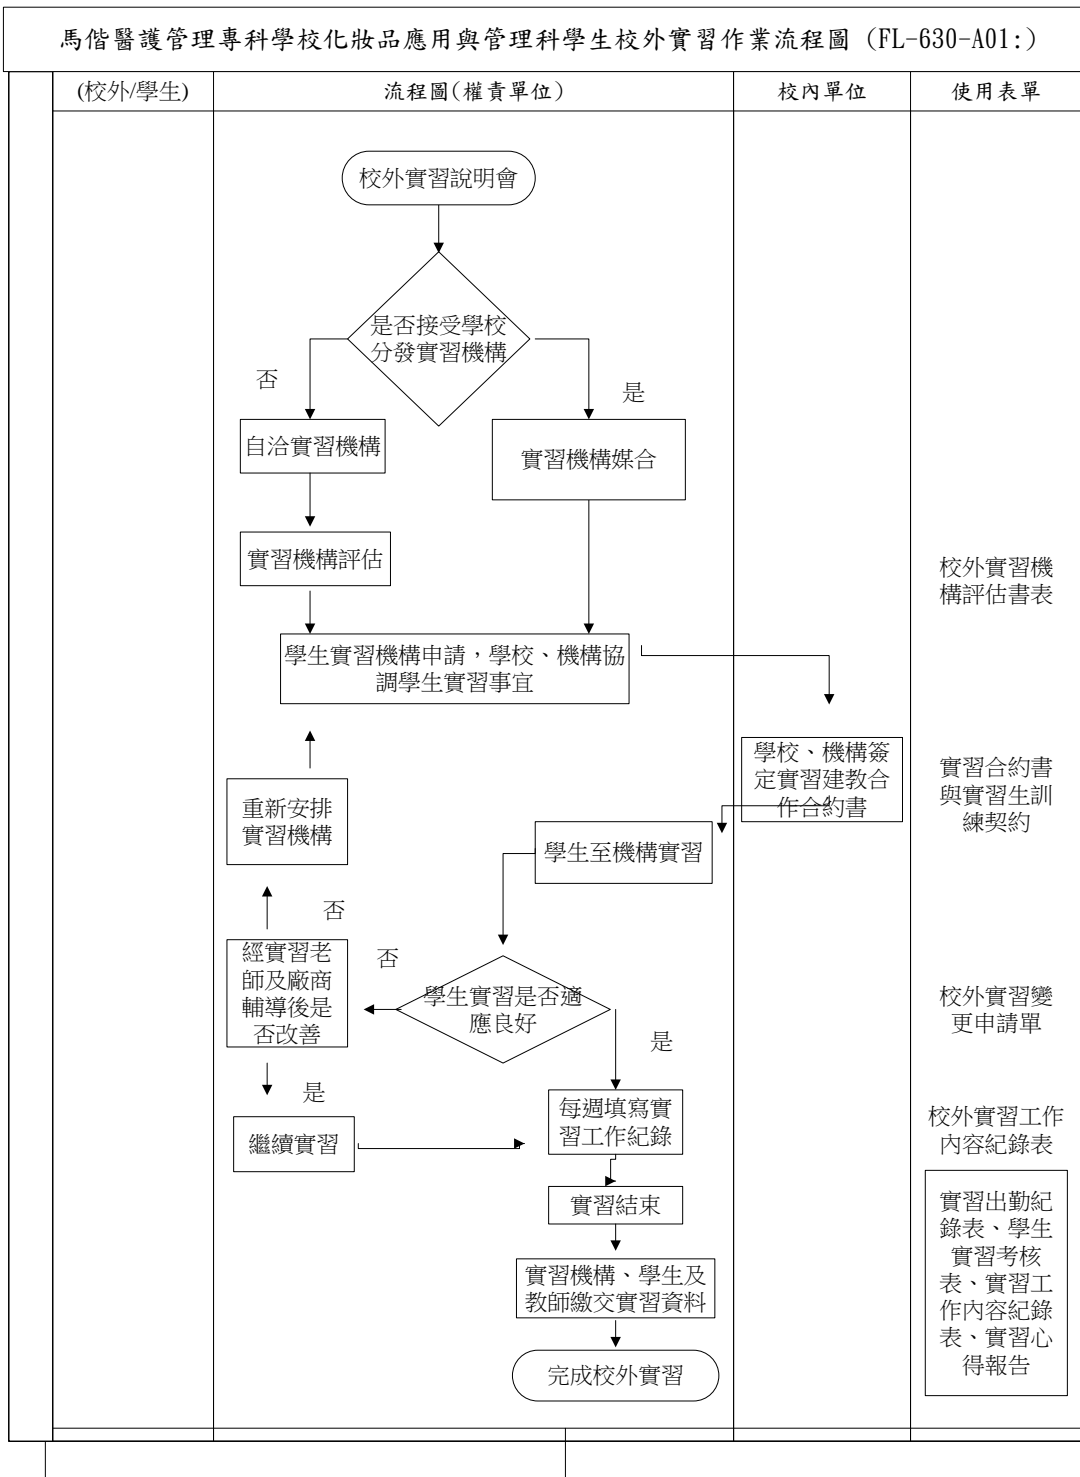 馬偕醫護管理專科學校化妝品應用與管理科學生校外實習作業流程圖 (FL-630-A01:)
(校外/學生)
流程圖(權責單位)
校內單位
使用表單
校外實習說明會
是否接受學校
分發實習機構
否
是
自洽實習機構
實習機構媒合
實習機構評估
校外實習機
構評估書表
學生實習機構申請，學校、機構協
調學生實習事宜
學校、機構簽
定實習建教合
作合約書
實習合約書
與實習生訓
練契約
重新安排
實習機構
學生至機構實習
否
經實習老
師及廠商
輔導後是
否改善
否
學生實習是否適
應良好
校外實習變
更申請單
是
是
每週填寫實
習工作紀錄
校外實習工作
內容紀錄表
繼續實習
實習結束
實習出勤紀
錄表、學生
實習考核
表、實習工
作內容紀錄
表、實習心
得報告
實習機構、學生及
教師繳交實習資料
完成校外實習